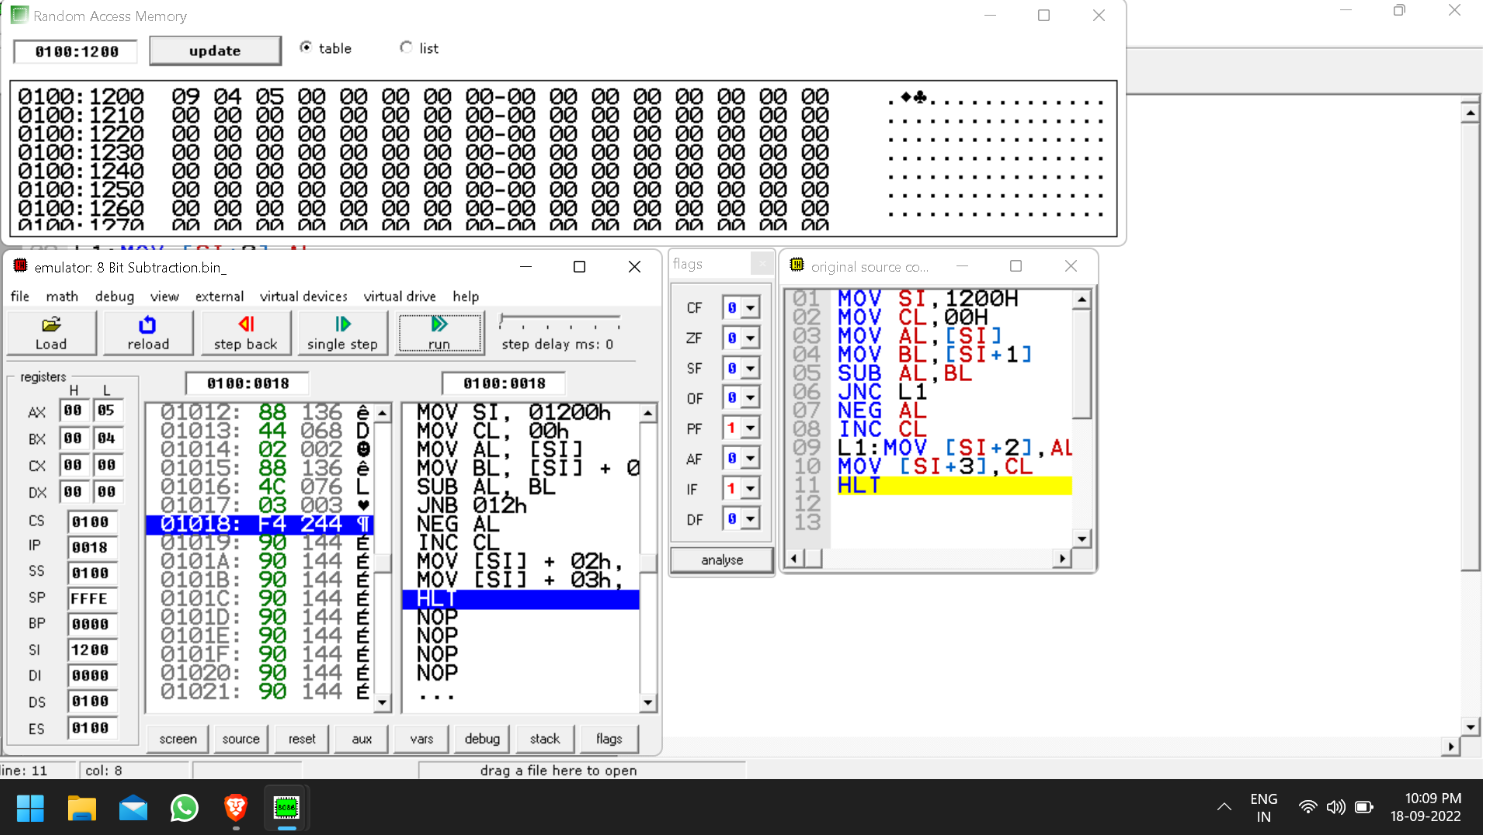 Random Access Memory
0100:1200 update table list
0100:1200 09 04 05 00 00 00 00 00-00 00 00 00 00 00 00 00 .♦♣.............
0100:1210 00 00 00 00 00 00 00 00-00 00 00 00 00 00 00 00 ................
0100:1220 00 00 00 00 00 00 00 00-00 00 00 00 00 00 00 00 ................
0100:1230 00 00 00 00 00 00 00 00-00 00 00 00 00 00 00 00 ................
0100:1240 00 00 00 00 00 00 00 00-00 00 00 00 00 00 00 00 ................
0100:1250 00 00 00 00 00 00 00 00-00 00 00 00 00 00 00 00 ................
0100:1260 00 00 00 00 00 00 00 00-00 00 00 00 00 00 00 00 ................
0100:1270 00 00 00 00 00 00 00 00-00 00 00 00 00 00 00 00
emulator: 8 Bit Subtraction.bin_
file math debug view external virtual devices virtual drive help
Load reload step back single step run step delay ms: 0
registers
H L
AX 00 05
BX 00 04
CX 00 00
DX 00 00
CS 0100
IP 0018
SS 0100
SP FFFE
BP 0000
SI 1200
DI 0000
DS 0100
ES 0100
0100:0018
01012: 88 136 ê
01013: 44 068 D
01014: 02 002 ☻
01015: 88 136 ê
01016: 4C 076 L
01017: 03 003 ♥
01018: F4 244 ¶
01019: 90 144 É
0101A: 90 144 É
0101B: 90 144 É
0101C: 90 144 É
0101D: 90 144 É
0101E: 90 144 É
0101F: 90 144 É
01020: 90 144 É
01021: 90 144 É
0100:0018
MOV SI, 01200h
MOV CL, 00h
MOV AL, [SI]
MOV BL, [SI] + 0
SUB AL, BL
JNB 012h
NEG AL
INC CL
MOV [SI] + 02h,
MOV [SI] + 03h,
HLT
NOP
NOP
NOP
NOP
...
screen source reset aux vars debug stack flags
flags
CF 0
ZF 0
SF 0
OF 0
PF 1
AF 0
IF 1
DF 0
analyse
original source co...
01 MOV SI,1200H
02 MOV CL,00H
03 MOV AL,[SI]
04 MOV BL,[SI+1]
05 SUB AL,BL
06 JNC L1
07 NEG AL
08 INC CL
09 L1:MOV [SI+2],AL
10 MOV [SI+3],CL
11 HLT
12
13
line: 11 col: 8 drag a file here to open
8086
ENG
IN
10:09 PM
18-09-2022